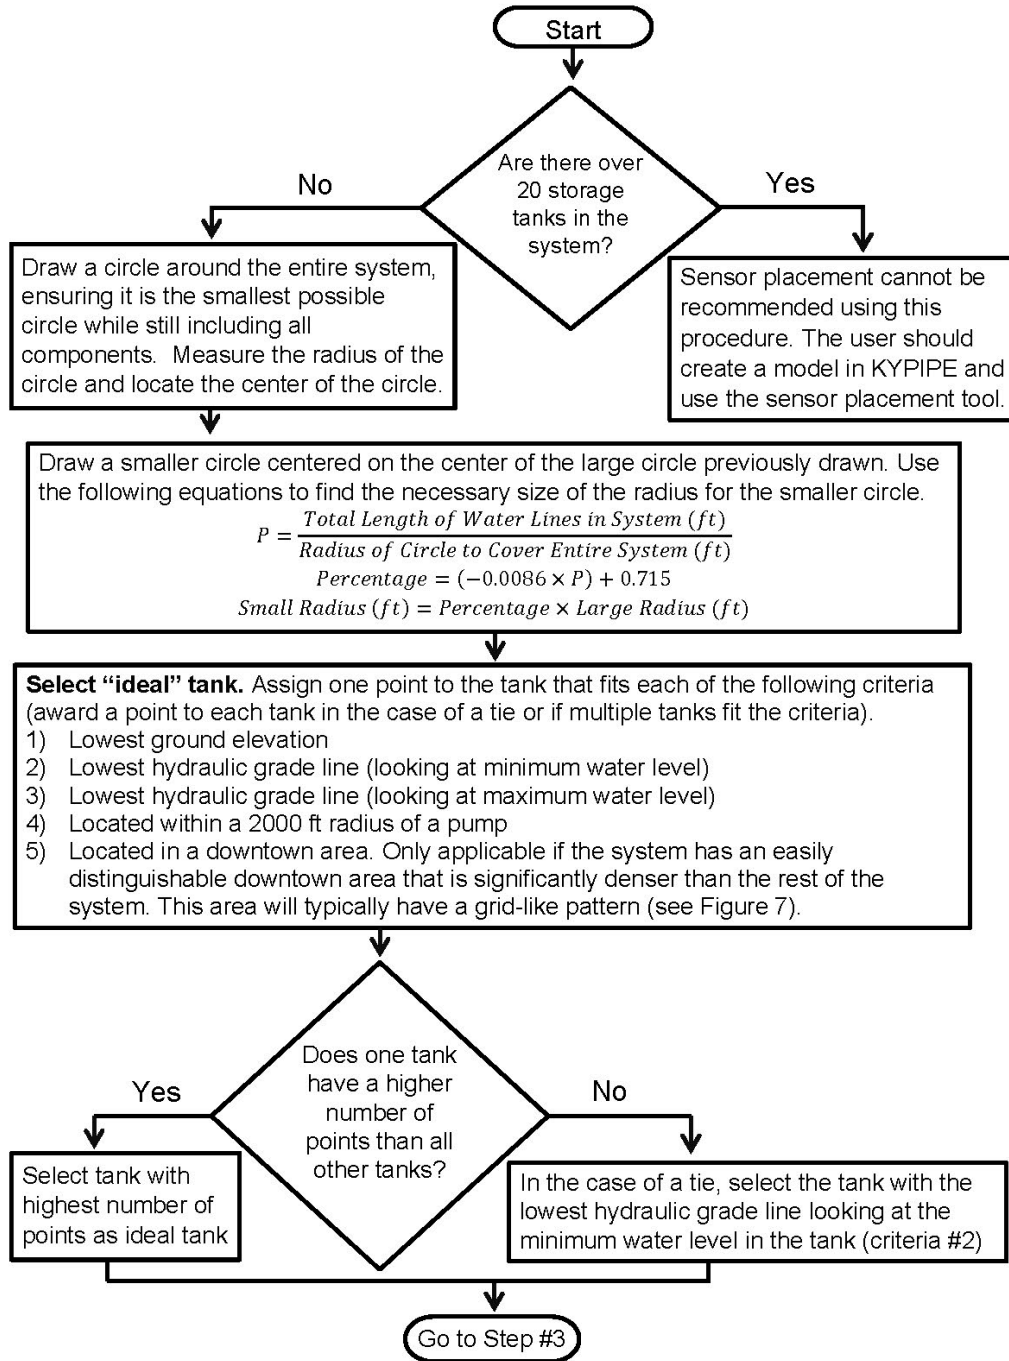 Start
Are there over
20 storage
tanks in the
system?
No
Yes
Draw a circle around the entire system,
ensuring it is the smallest possible
circle while still including all
components.  Measure the radius of the
circle and locate the center of the circle.
Sensor placement cannot be
recommended using this
procedure. The user should
create a model in KYPIPE and
use the sensor placement tool.
Draw a smaller circle centered on the center of the large circle previously drawn. Use
the following equations to find the necessary size of the radius for the smaller circle.
P = Total Length of Water Lines in System (ft)
Radius of Circle to Cover Entire System (ft)
Percentage = (−0.0086 × P) + 0.715
Small Radius (ft) = Percentage × Large Radius (ft)
Select “ideal” tank. Assign one point to the tank that fits each of the following criteria
(award a point to each tank in the case of a tie or if multiple tanks fit the criteria).
1) Lowest ground elevation
2) Lowest hydraulic grade line (looking at minimum water level)
3) Lowest hydraulic grade line (looking at maximum water level)
4) Located within a 2000 ft radius of a pump
5) Located in a downtown area. Only applicable if the system has an easily
distinguishable downtown area that is significantly denser than the rest of the
system. This area will typically have a grid-like pattern (see Figure 7).
Does one tank
have a higher
number of
points than all
other tanks?
Yes
No
Select tank with
highest number of
points as ideal tank
In the case of a tie, select the tank with the
lowest hydraulic grade line looking at the
minimum water level in the tank (criteria #2)
Go to Step #3